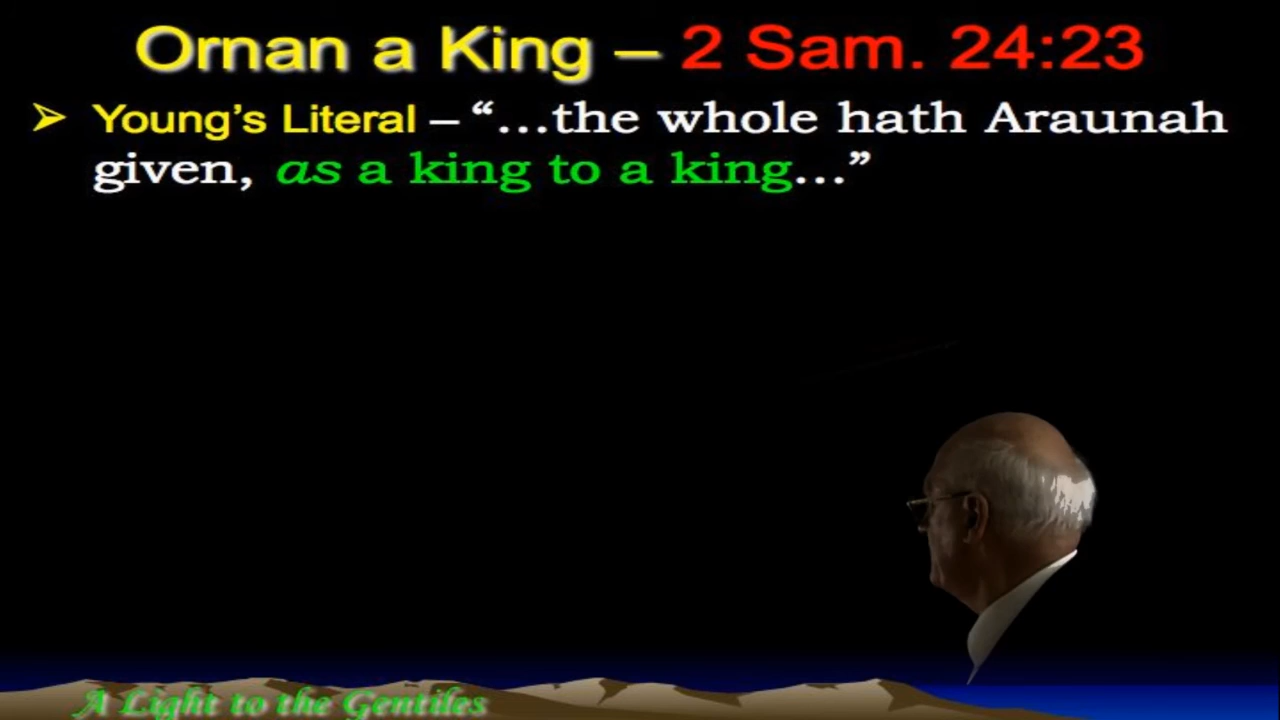 Ornan a King – 2 Sam. 24:23
➢ Young’s Literal – “…the whole hath Araunah
given, as a king to a king…”
A Light to the Gentiles